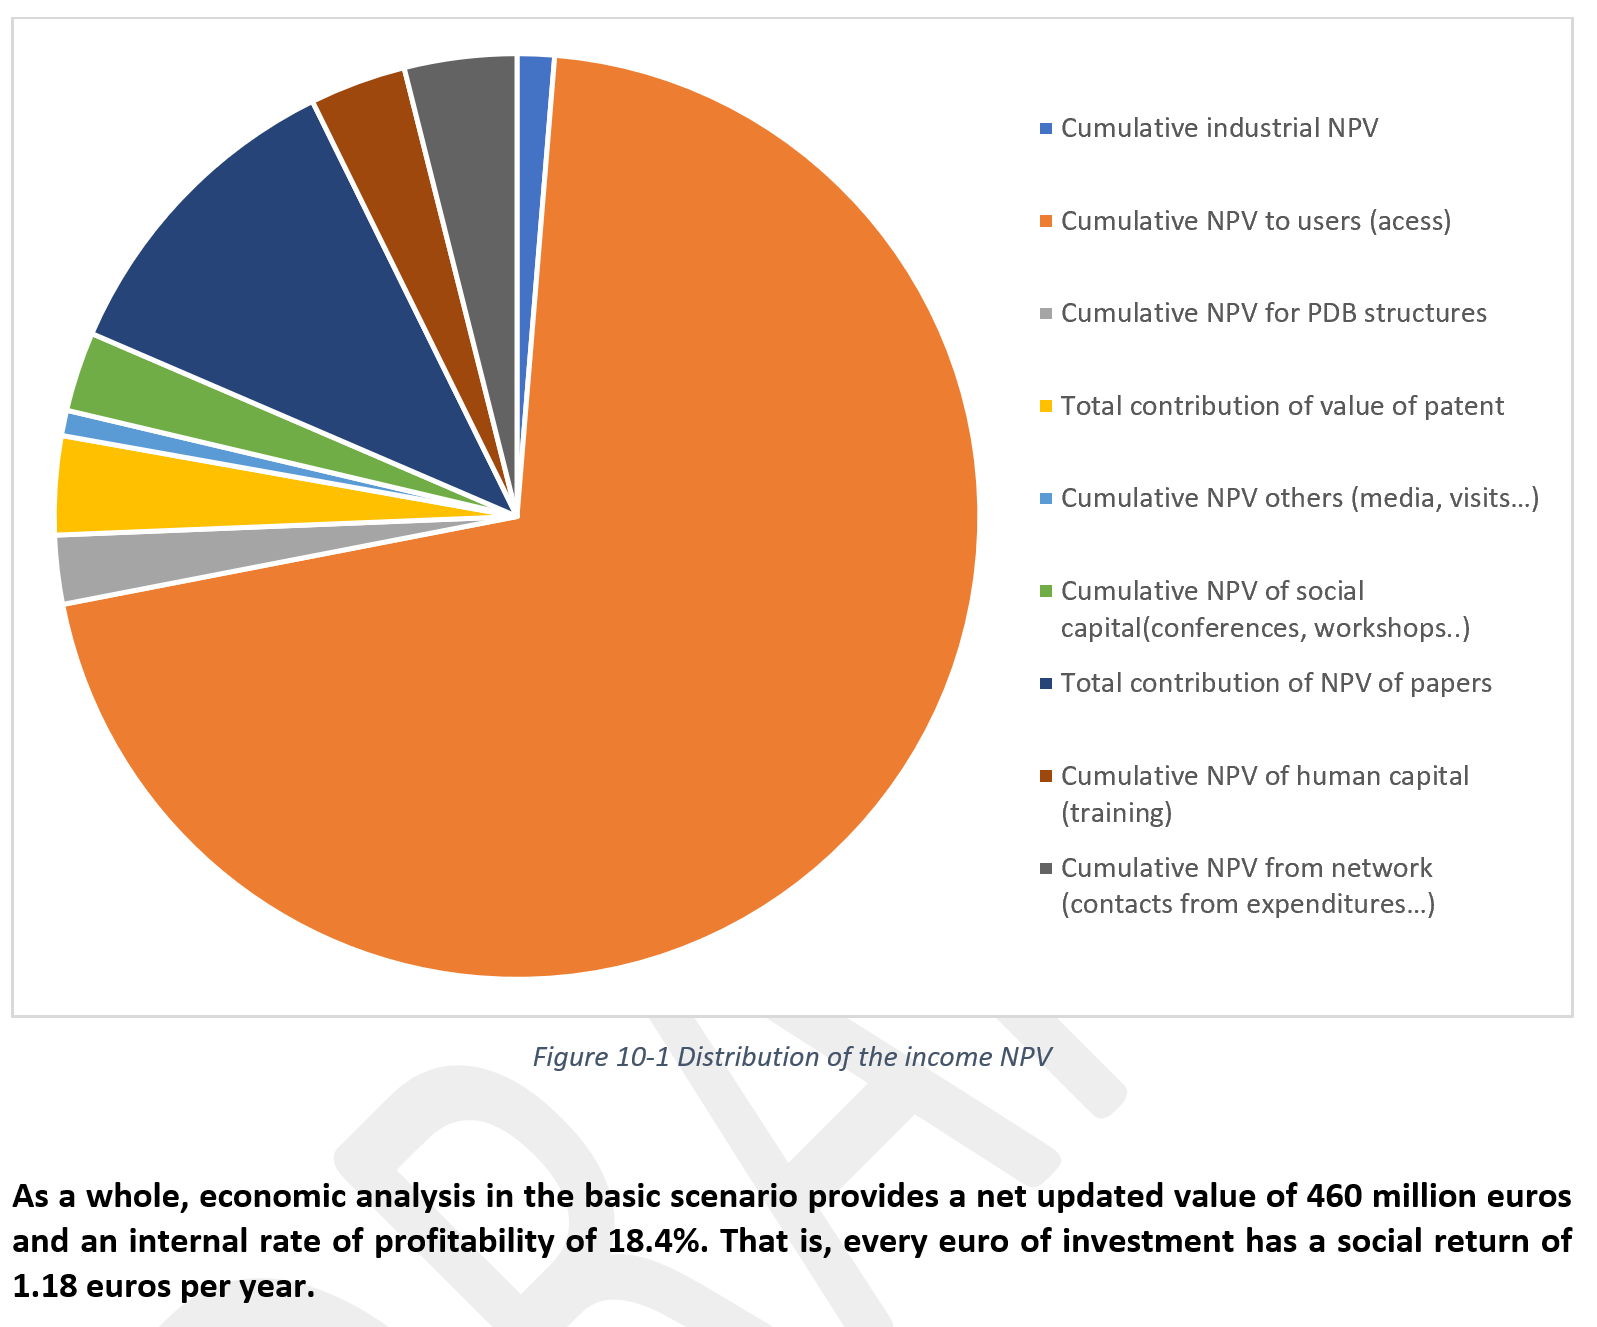 Cumulative industrial NPV
Cumulative NPV to users (acess)
Cumulative NPV for PDB structures
Total contribution of value of patent
Cumulative NPV others (media, visits…)
Cumulative NPV of social
capital(conferences, workshops..)
Total contribution of NPV of papers
Cumulative NPV of human capital
(training)
Cumulative NPV from network
(contacts from expenditures…)
Figure 10-1 Distribution of the income NPV
As a whole, economic analysis in the basic scenario provides a net updated value of 460 million euros
and an internal rate of profitability of 18.4%. That is, every euro of investment has a social return of
1.18 euros per year.